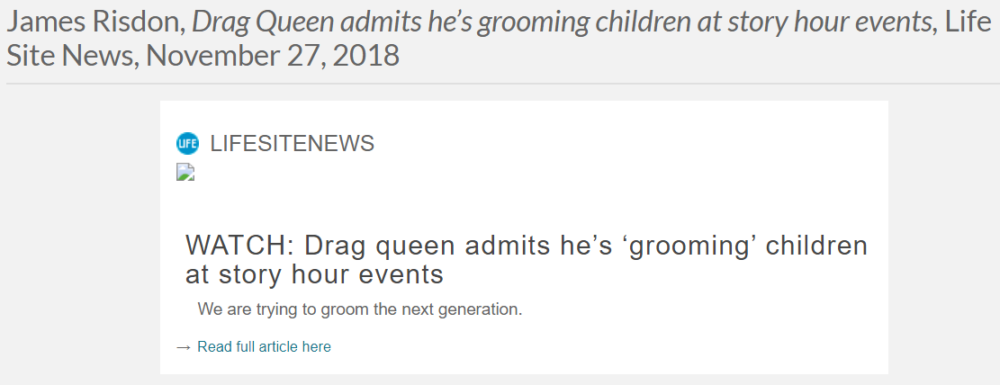 James Risdon, Drag Queen admits he’s grooming children at story hour events, Life
Site News, November 27, 2018
LIFE LIFESITENEWS
WATCH: Drag queen admits he’s ‘grooming’ children
at story hour events
We are trying to groom the next generation.
→ Read full article here